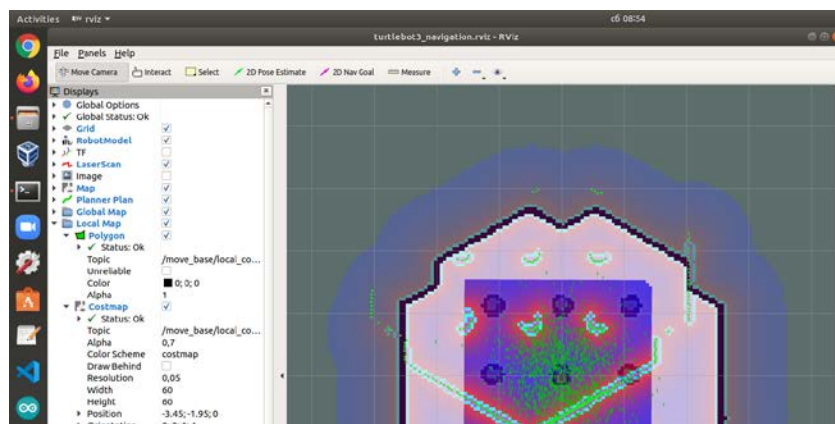 Activities
rviz
сб 08:54
turtlebot3_navigation.rviz - RViz
File Panels Help
Move Camera Interact Select 2D Pose Estimate 2D Nav Goal Measure
Displays
Global Options
Global Status: Ok
Grid
RobotModel
TF
LaserScan
Image
Map
Planner Plan
Global Map
Local Map
Polygon
Status: Ok
Topic /move_base/local_co...
Unreliable
Color 0; 0; 0
Alpha 1
Costmap
Status: Ok
Topic /move_base/local_co...
Alpha 0,7
Color Scheme costmap
Draw Behind
Resolution 0,05
Width 60
Height 60
Position -3.45; -1.95; 0